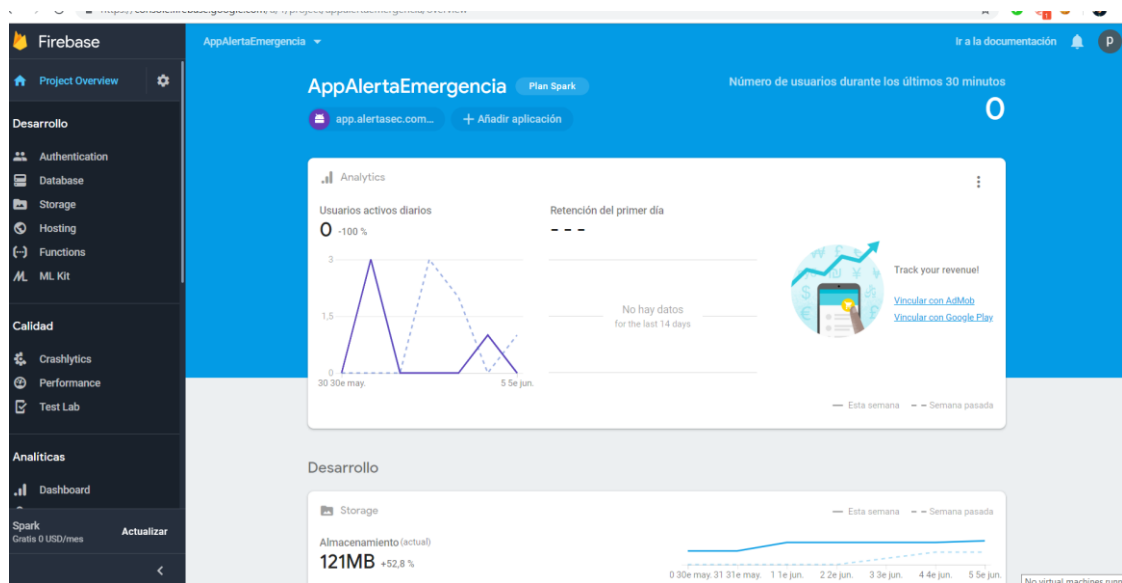 Firebase
AppAlertaEmergencia
Ir a la documentación
p
Project Overview
AppAlertaEmergencia
Plan Spark
Número de usuarios durante los últimos 30 minutos
0
app.alertasec.com...
+ Añadir aplicación
Desarrollo
Authentication
Database
Storage
Hosting
Functions
ML Kit
Calidad
Crashlytics
Performance
Test Lab
Analíticas
Dashboard
Spark
Gratis 0 USD/mes
Actualizar
Analytics
Usuarios activos diarios
0 -100 %
3
1,5
0
30 30e may.
5 5e jun.
Retención del primer día
---
No hay datos
for the last 14 days
Track your revenue!
Vincular con AdMob
Vincular con Google Play
Esta semana
Semana pasada
Desarrollo
Storage
Esta semana
Semana pasada
Almacenamiento (actual)
121MB +52,8 %
0 30e may. 31 31e may. 1 1e jun. 2 2e jun. 3 3e jun. 4 4e jun. 5 5e jun.
No virtual machines